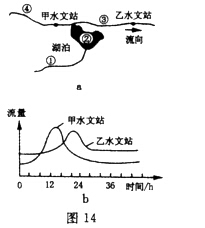 ④ 甲水文站 ③ 乙水文站
湖泊 ② 流向
①
a
流量
甲水文站
乙水文站
0 12 24 36 时间/h
b
图 14